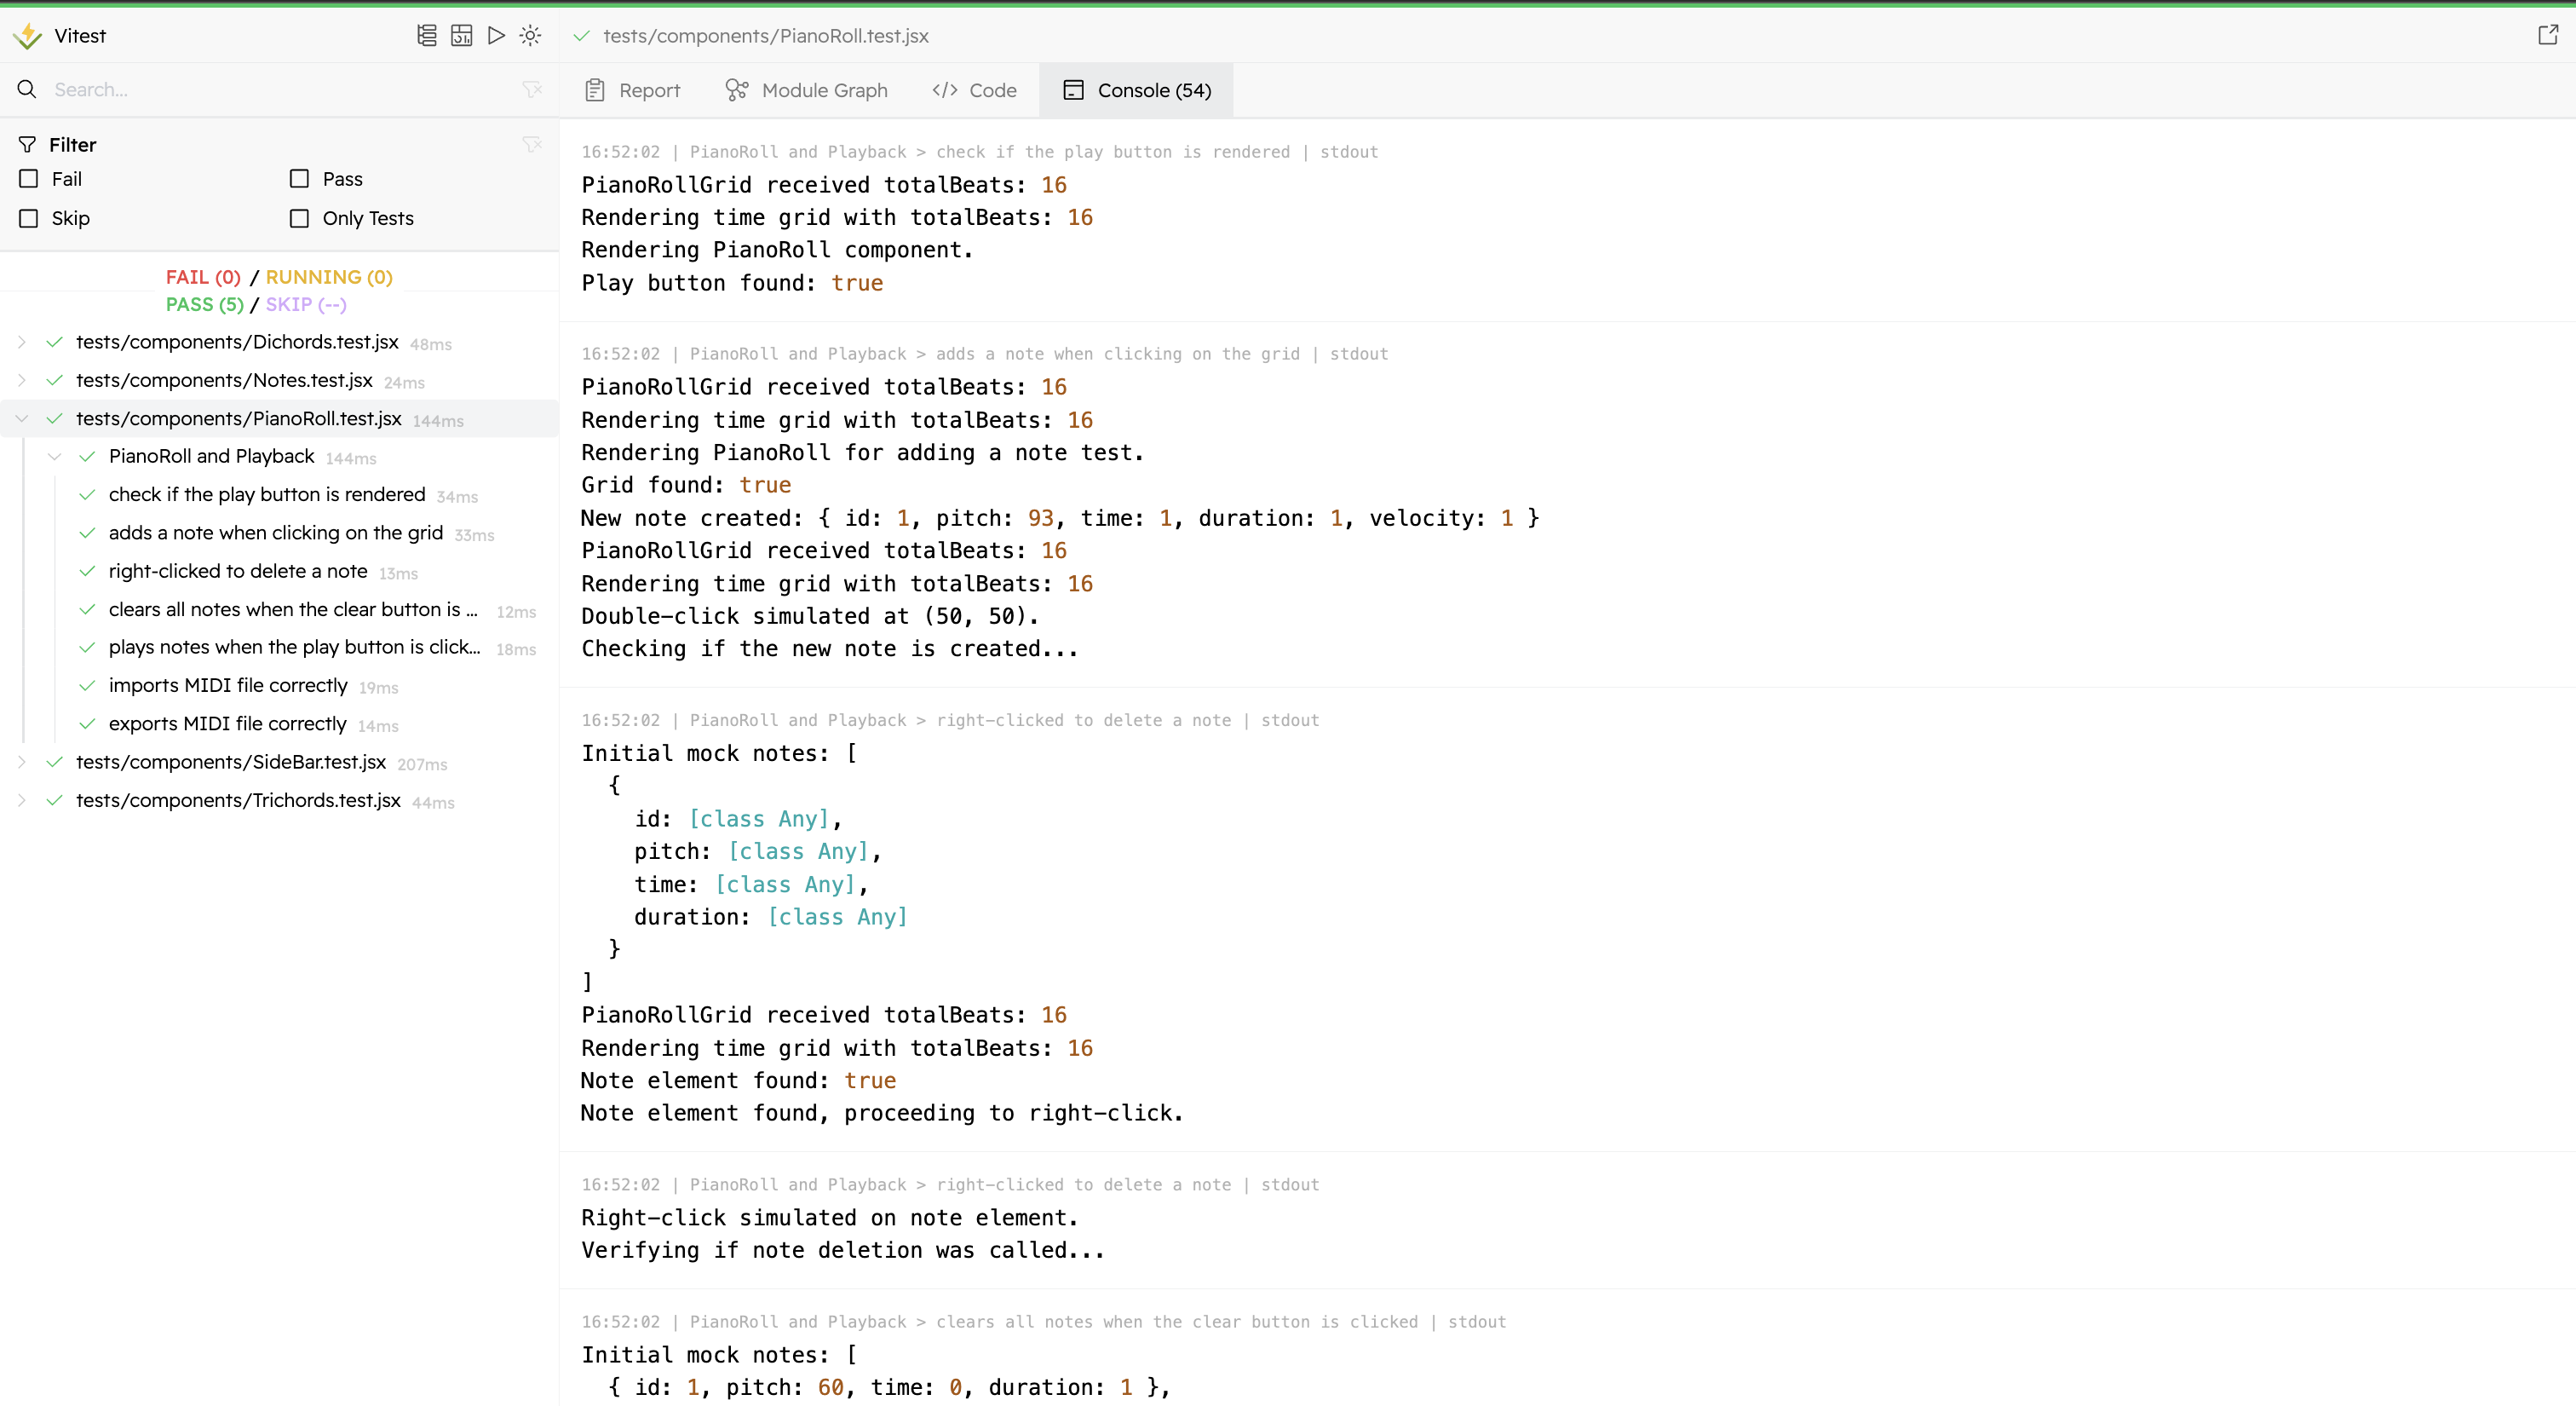 Vitest
Search...
Filter
Fail
Pass
Skip
Only Tests
FAIL (0) / RUNNING (0)
PASS (5) / SKIP (--)
tests/components/Dichords.test.jsx 48ms
tests/components/Notes.test.jsx 24ms
tests/components/PianoRoll.test.jsx 144ms
PianoRoll and Playback 144ms
check if the play button is rendered 34ms
adds a note when clicking on the grid 33ms
right-clicked to delete a note 13ms
clears all notes when the clear button is ... 12ms
plays notes when the play button is click... 18ms
imports MIDI file correctly 19ms
exports MIDI file correctly 14ms
tests/components/SideBar.test.jsx 207ms
tests/components/Trichords.test.jsx 44ms
tests/components/PianoRoll.test.jsx
Report
Module Graph
</> Code
Console (54)
16:52:02 | PianoRoll and Playback > check if the play button is rendered | stdout
PianoRollGrid received totalBeats: 16
Rendering time grid with totalBeats: 16
Rendering PianoRoll component.
Play button found: true
16:52:02 | PianoRoll and Playback > adds a note when clicking on the grid | stdout
PianoRollGrid received totalBeats: 16
Rendering time grid with totalBeats: 16
Rendering PianoRoll for adding a note test.
Grid found: true
New note created: { id: 1, pitch: 93, time: 1, duration: 1, velocity: 1 }
PianoRollGrid received totalBeats: 16
Rendering time grid with totalBeats: 16
Double-click simulated at (50, 50).
Checking if the new note is created...
16:52:02 | PianoRoll and Playback > right-clicked to delete a note | stdout
Initial mock notes: [
{
id: [class Any],
pitch: [class Any],
time: [class Any],
duration: [class Any]
}
]
PianoRollGrid received totalBeats: 16
Rendering time grid with totalBeats: 16
Note element found: true
Note element found, proceeding to right-click.
16:52:02 | PianoRoll and Playback > right-clicked to delete a note | stdout
Right-click simulated on note element.
Verifying if note deletion was called...
16:52:02 | PianoRoll and Playback > clears all notes when the clear button is clicked | stdout
Initial mock notes: [
{ id: 1, pitch: 60, time: 0, duration: 1 },